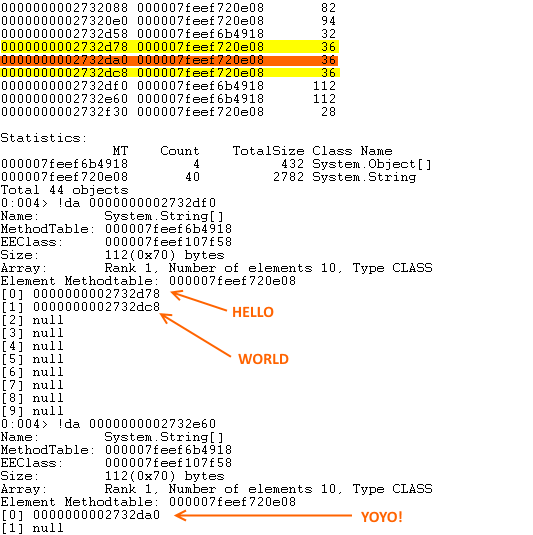 0000000002732088 000007feef720e08       82
00000000027320e0 000007feef720e08       94
0000000002732d58 000007feef6b4918       32
0000000002732d78 000007feef720e08       36
0000000002732da0 000007feef720e08       36
0000000002732dc8 000007feef720e08       36
0000000002732df0 000007feef6b4918      112
0000000002732e60 000007feef6b4918      112
0000000002732f30 000007feef720e08       28
Statistics:
MT    Count    TotalSize Class Name
000007feef6b4918        4          432 System.Object[]
000007feef720e08       40         2782 System.String
Total 44 objects
0:004> !da 0000000002732df0
Name:        System.String[]
MethodTable: 000007feef6b4918
EEClass:     000007feef107f58
Size:        112(0x70) bytes
Array:       Rank 1, Number of elements 10, Type CLASS
Element Methodtable: 000007feef720e08
[0] 0000000002732d78
HELLO
[1] 0000000002732dc8
WORLD
[2] null
[3] null
[4] null
[5] null
[6] null
[7] null
[8] null
[9] null
0:004> !da 0000000002732e60
Name:        System.String[]
MethodTable: 000007feef6b4918
EEClass:     000007feef107f58
Size:        112(0x70) bytes
Array:       Rank 1, Number of elements 10, Type CLASS
Element Methodtable: 000007feef720e08
[0] 0000000002732da0
YOYO!
[1] null